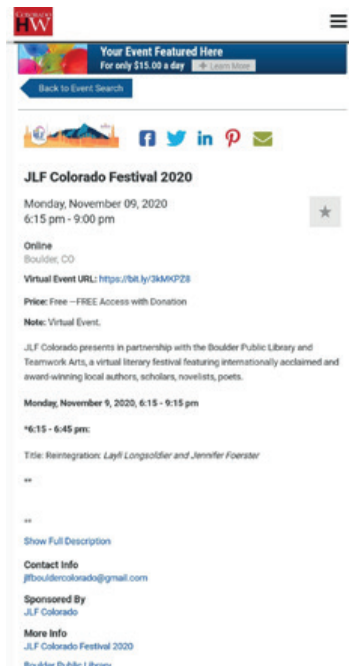 COLORADO
HW
Your Event Featured Here
For only $15.00 a day + Learn More
Back to Event Search
JLF Colorado Festival 2020
Monday, November 09, 2020
6:15 pm - 9:00 pm
Online
Boulder, CO
Virtual Event URL: https://bit.ly/3kMKPZ8
Price: Free —FREE Access with Donation
Note: Virtual Event,
JLF Colorado presents in partnership with the Boulder Public Library and
Teamwork Arts, a virtual literary festival featuring internationally acclaimed and
award-winning local authors, scholars, novelists, poets.
Monday, November 9, 2020, 6:15 - 9:15 pm
*6:15 - 6:45 pm:
Title: Reintegration: Layli Longsoldier and Jennifer Foerster
**
**
Show Full Description
Contact Info
jlfbouldercolorado@gmail.com
Sponsored By
JLF Colorado
More Info
JLF Colorado Festival 2020
Boulder Public Library